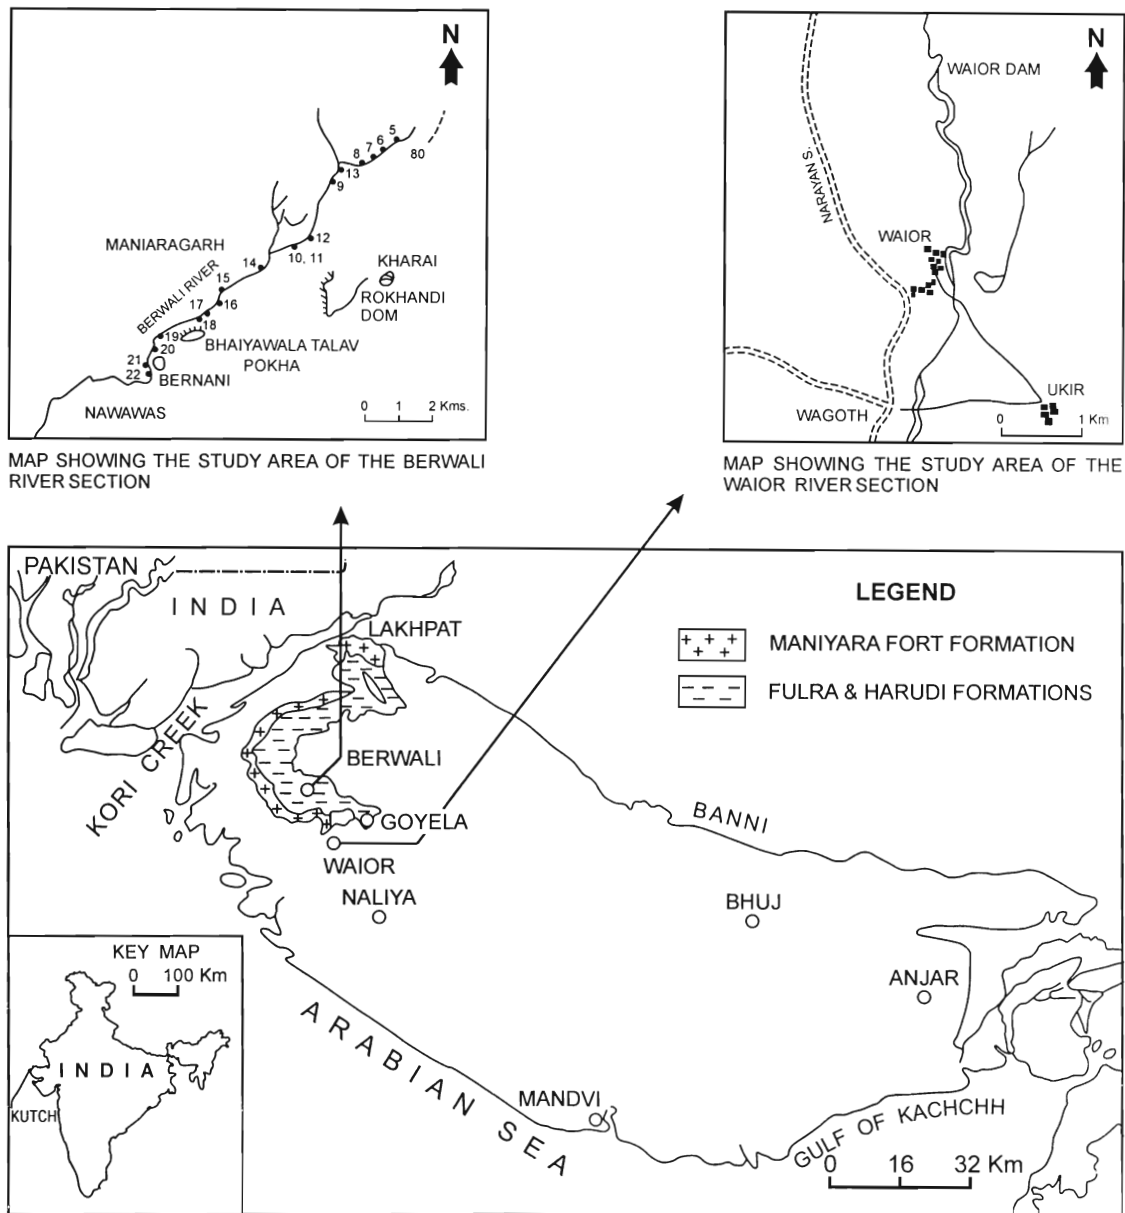 N
5
6
7
8
80
13
9
12
MANIARAGARH
10, 11
14
KHARAI
BERWALI RIVER
15
ROKHANDI
DOM
17
16
18
19
BHAIYAWALA TALAV
POKHA
20
21
22
BERNANI
NAWAWAS
0 1 2 Kms.
MAP SHOWING THE STUDY AREA OF THE BERWALI
RIVER SECTION
N
WAIOR DAM
NARAYAN S.
WAIOR
UKIR
WAGOTH
0 1 Km
MAP SHOWING THE STUDY AREA OF THE
WAIOR RIVER SECTION
PAKISTAN
INDIA
LAKHPAT
LEGEND
MANIYARA FORT FORMATION
FULRA & HARUDI FORMATIONS
KORI CREEK
BERWALI
GOYELA
WAIOR
NALIYA
BANNI
BHUJ
ANJAR
ARABIAN SEA
MANDVI
GULF OF KACHCHH
0 16 32 Km
KEY MAP
0 100 Km
INDIA
KUTCH